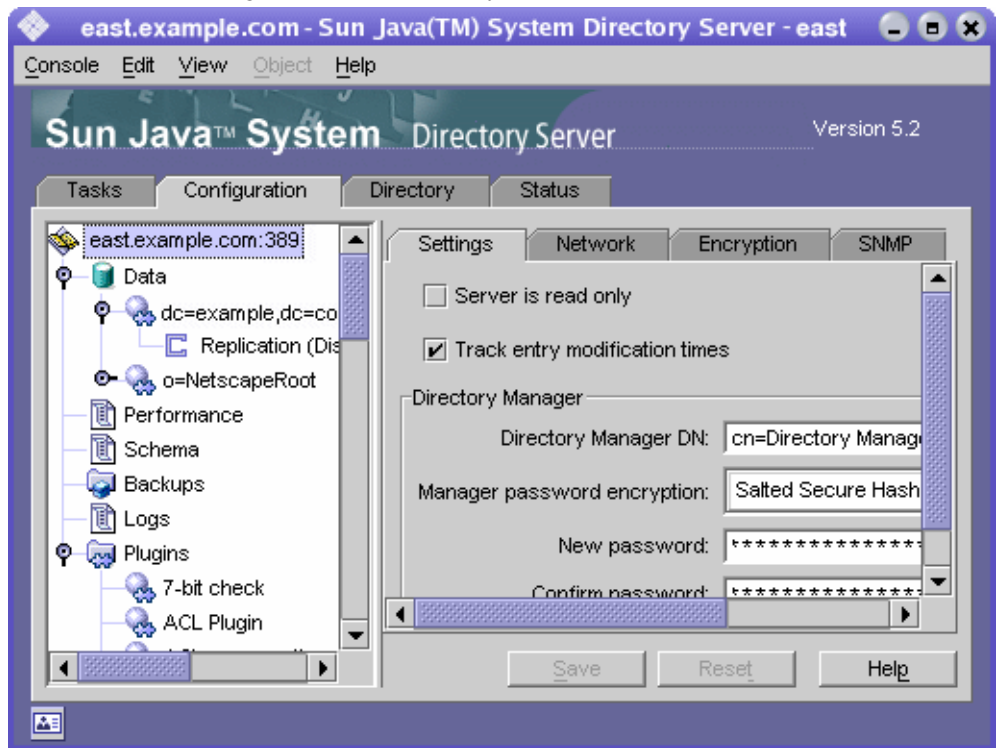 east.example.com - Sun Java(TM) System Directory Server - east
Console Edit View Object Help
Sun Java™ System Directory Server
Version 5.2
Tasks Configuration Directory Status
east.example.com:389
Data
dc=example,dc=co
Replication (Dis
o=NetscapeRoot
Performance
Schema
Backups
Logs
Plugins
7-bit check
ACL Plugin
Settings Network Encryption SNMP
Server is read only
Track entry modification times
Directory Manager
Directory Manager DN: cn=Directory Manage
Manager password encryption: Salted Secure Hash
New password: ****************
Confirm password: ****************
Save Reset Help